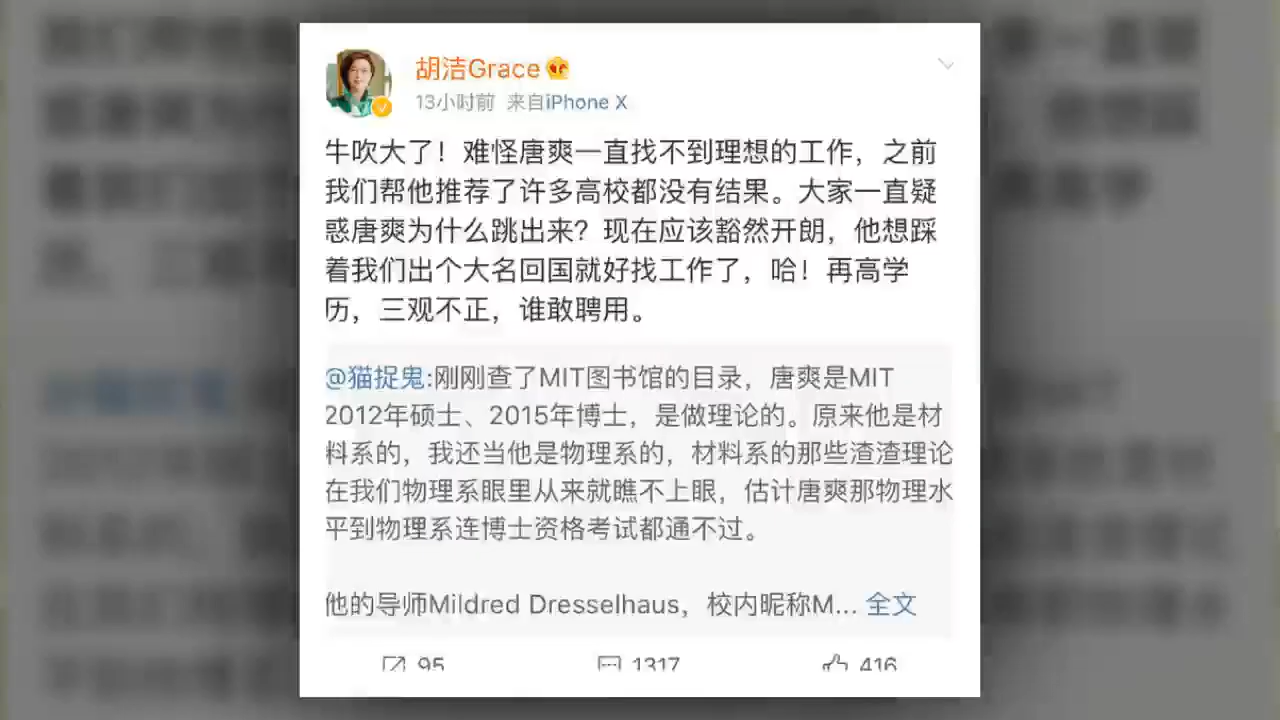 胡洁Grace
13小时前 来自iPhone X
牛吹大了！难怪唐爽一直找不到理想的工作，之前
我们帮他推荐了许多高校都没有结果。大家一直疑
惑唐爽为什么跳出来？现在应该豁然开朗，他想踩
着我们出个大名回国就好找工作了，哈！再高学
历，三观不正，谁敢聘用。
@猫捉鬼:刚刚查了MIT图书馆的目录，唐爽是MIT
2012年硕士、2015年博士，是做理论的。原来他是材
料系的，我还当他是物理系的，材料系的那些渣渣理论
在我们物理系眼里从来就瞧不上眼，估计唐爽那物理水
平到物理系连博士资格考试都通不过。
他的导师Mildred Dresselhaus，校内昵称M... 全文
95 1317 416